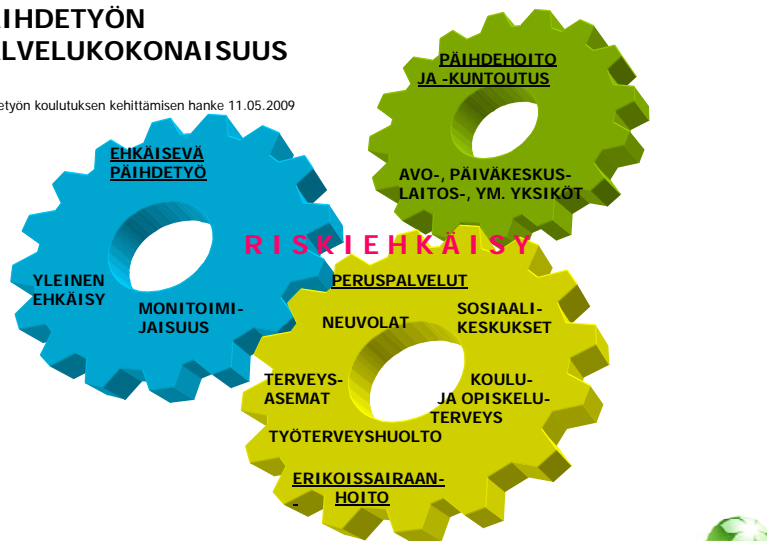 IHDETYÖN
LVELUKOKONAISUUS
etyön koulutuksen kehittämisen hanke 11.05.2009
PÄIHDEHOITO
JA -KUNTOUTUS
AVO-, PÄIVÄKESKUS-
LAITOS-, YM. YKSIKÖT
EHKÄISEVÄ
PÄIHDETYÖ
YLEINEN
EHKÄISY
MONITOIMI-
JAISUUS
RISKIEHKÄISY
PERUSPALVELUT
NEUVOLAT
SOSIAALI-
KESKUKSET
TERVEYS-
ASEMAT
KOULU-
JA OPISKELU-
TERVEYS
TYÖTERVEYSHUOLTO
ERIKOISSAIRAAN-
HOITO